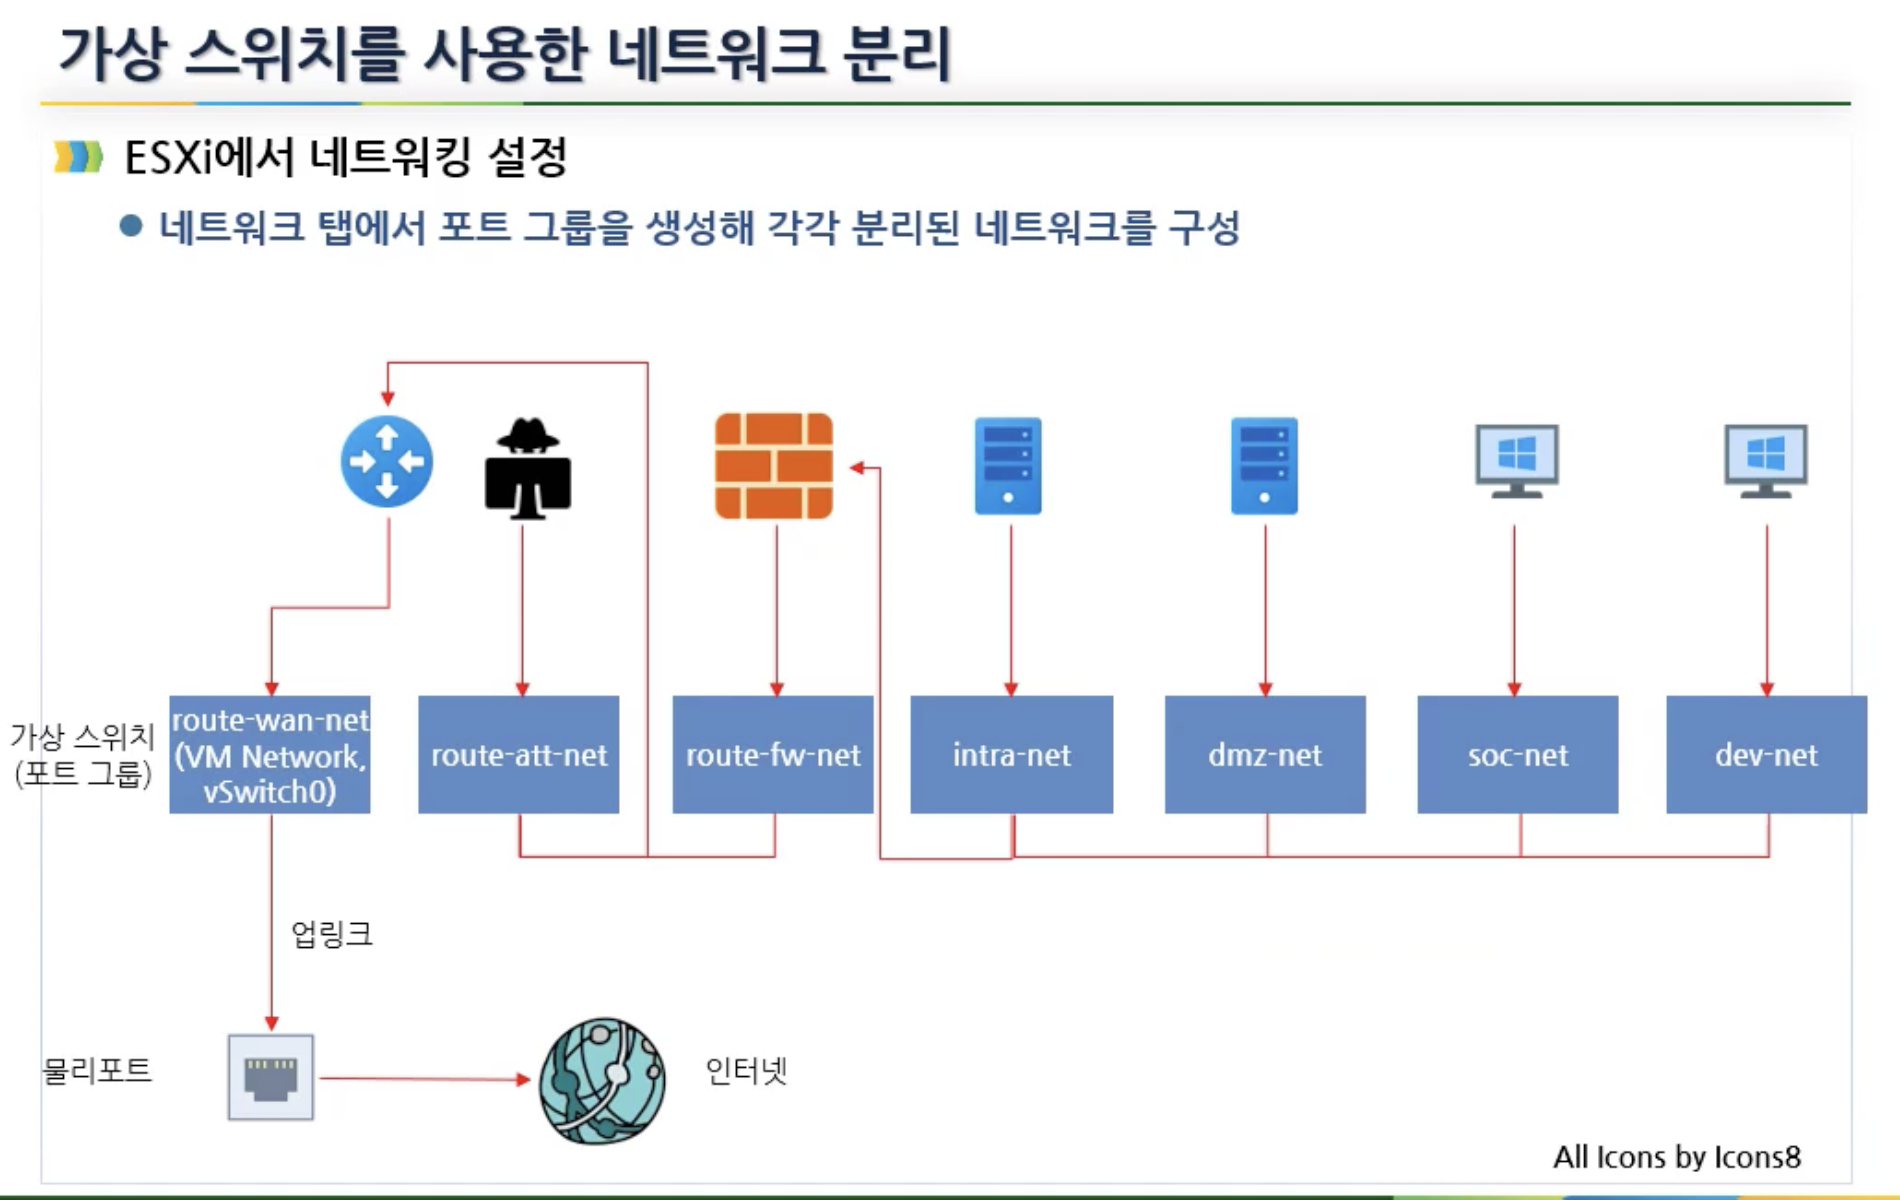 가상 스위치를 사용한 네트워크 분리
ESXi에서 네트워킹 설정
네트워크 탭에서 포트 그룹을 생성해 각각 분리된 네트워크를 구성
가상 스위치
(포트 그룹)
route-wan-net
(VM Network,
vSwitch0)
route-att-net
route-fw-net
intra-net
dmz-net
soc-net
dev-net
업링크
물리포트
인터넷
All Icons by Icons8